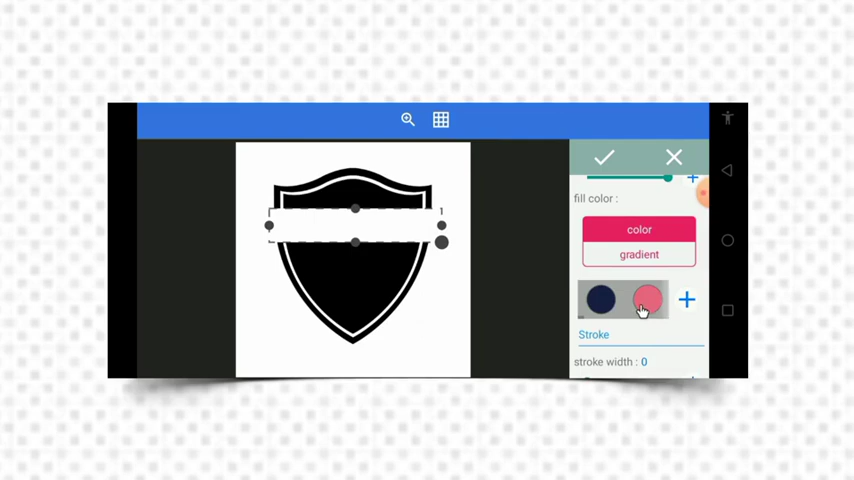 fill color :
color
gradient
Stroke
stroke width : 0